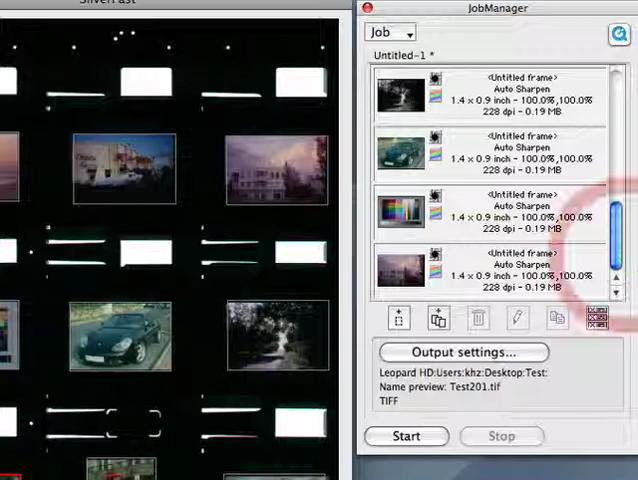 SilverFast
JobManager
Job
Untitled-1 *
<Untitled frame>
Auto Sharpen
1.4 x 0.9 inch - 100.0%,100.0%
228 dpi - 0.19 MB
<Untitled frame>
Auto Sharpen
1.4 x 0.9 inch - 100.0%,100.0%
228 dpi - 0.19 MB
<Untitled frame>
Auto Sharpen
1.4 x 0.9 inch - 100.0%,100.0%
228 dpi - 0.19 MB
<Untitled frame>
Auto Sharpen
1.4 x 0.9 inch - 100.0%,100.0%
228 dpi - 0.19 MB
Output settings...
Leopard HD:Users:khz:Desktop:Test:
Name preview: Test201.tif
TIFF
Start
Stop